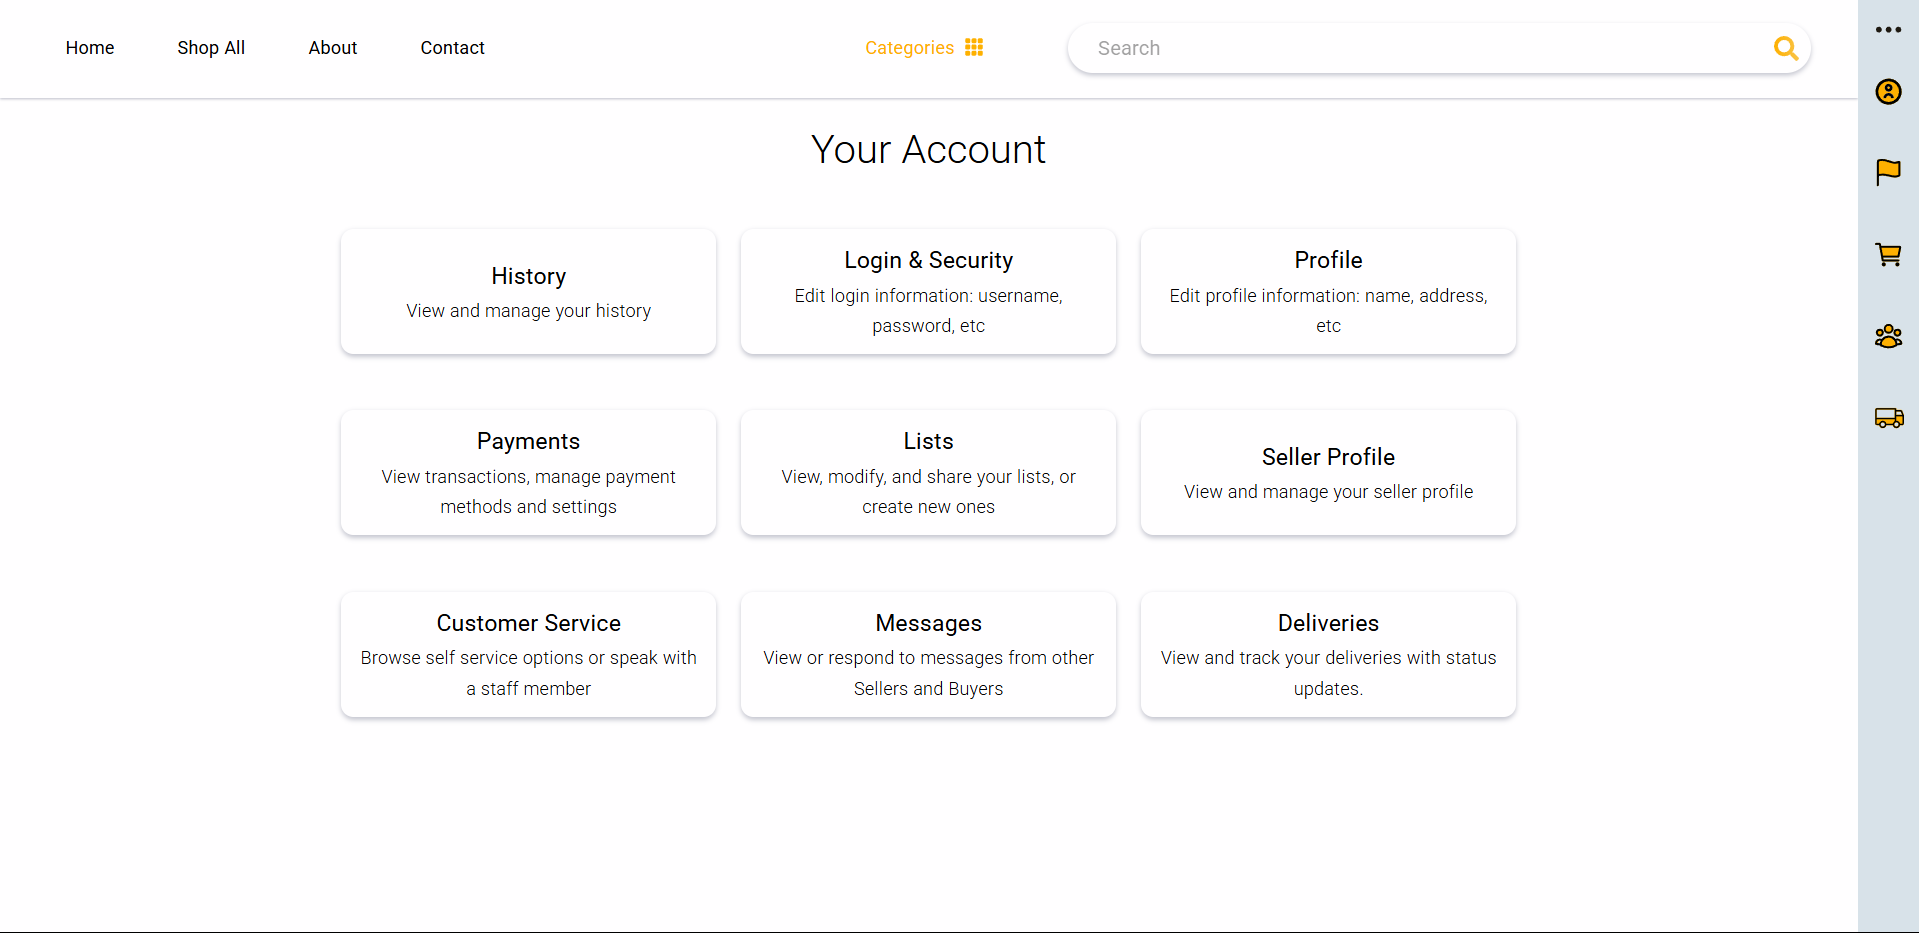 Home
Shop All
About
Contact
Categories
Search
Your Account
History
View and manage your history
Login & Security
Edit login information: username,
password, etc
Profile
Edit profile information: name, address,
etc
Payments
View transactions, manage payment
methods and settings
Lists
View, modify, and share your lists, or
create new ones
Seller Profile
View and manage your seller profile
Customer Service
Browse self service options or speak with
a staff member
Messages
View or respond to messages from other
Sellers and Buyers
Deliveries
View and track your deliveries with status
updates.